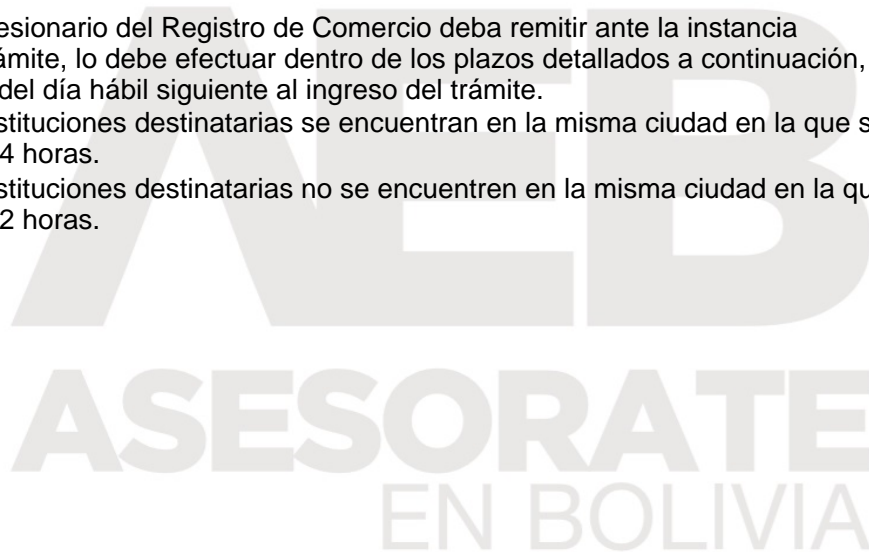 esionario del Registro de Comercio deba remitir ante la instancia
ámite, lo debe efectuar dentro de los plazos detallados a continuación,
del día hábil siguiente al ingreso del trámite.
stituciones destinatarias se encuentran en la misma ciudad en la que s
4 horas.
stituciones destinatarias no se encuentren en la misma ciudad en la qu
2 horas.
AEB
ASESORATE
EN BOLIVIA